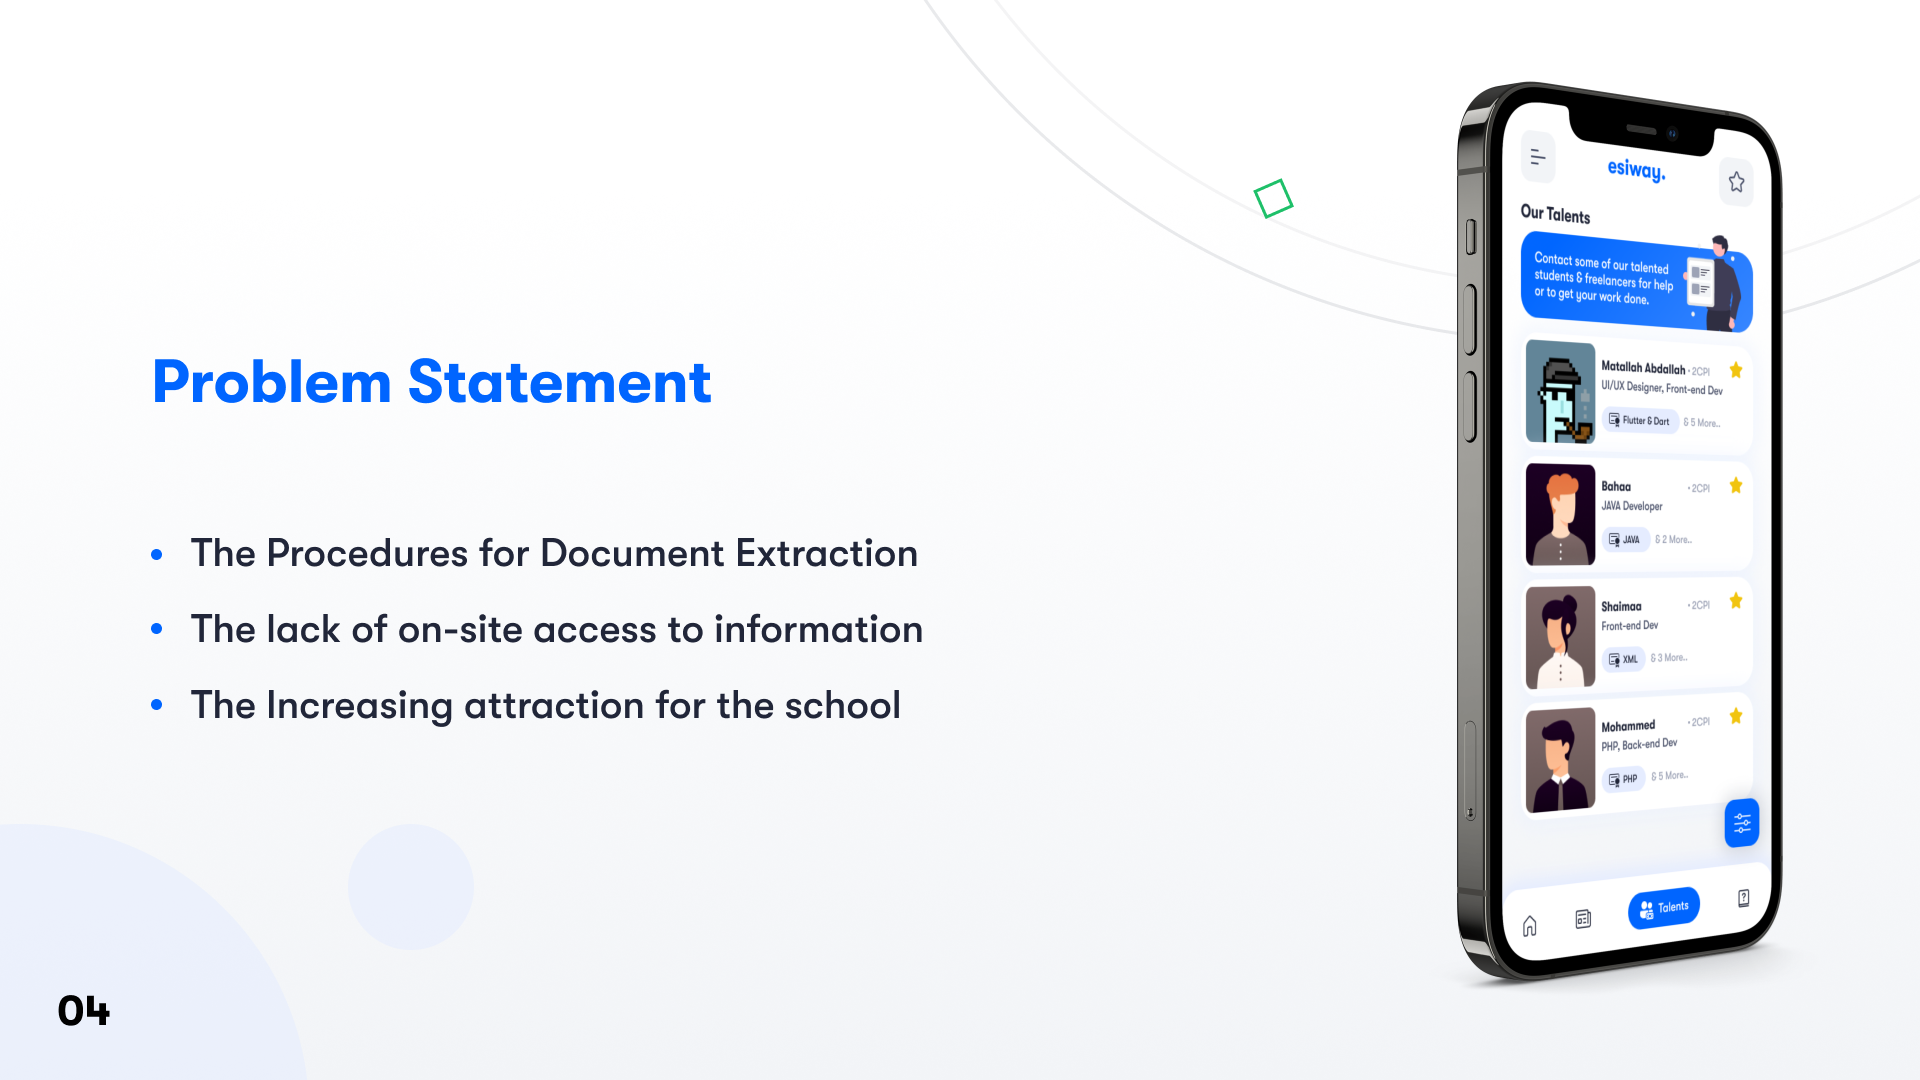 Problem Statement
The Procedures for Document Extraction
The lack of on-site access to information
The Increasing attraction for the school
04
esiway.
Our Talents
Contact some of our talented
students & freelancers for help
or to get your work done.
Matallah Abdallah • 2CPI
UI/UX Designer, Front-end Dev
Flutter & Dart & 5 More..
Bahaa • 2CPI
JAVA Developer
JAVA & 2 More..
Shaimaa • 2CPI
Front-end Dev
XML & 3 More..
Mohammed • 2CPI
PHP, Back-end Dev
PHP & 5 More..
Talents